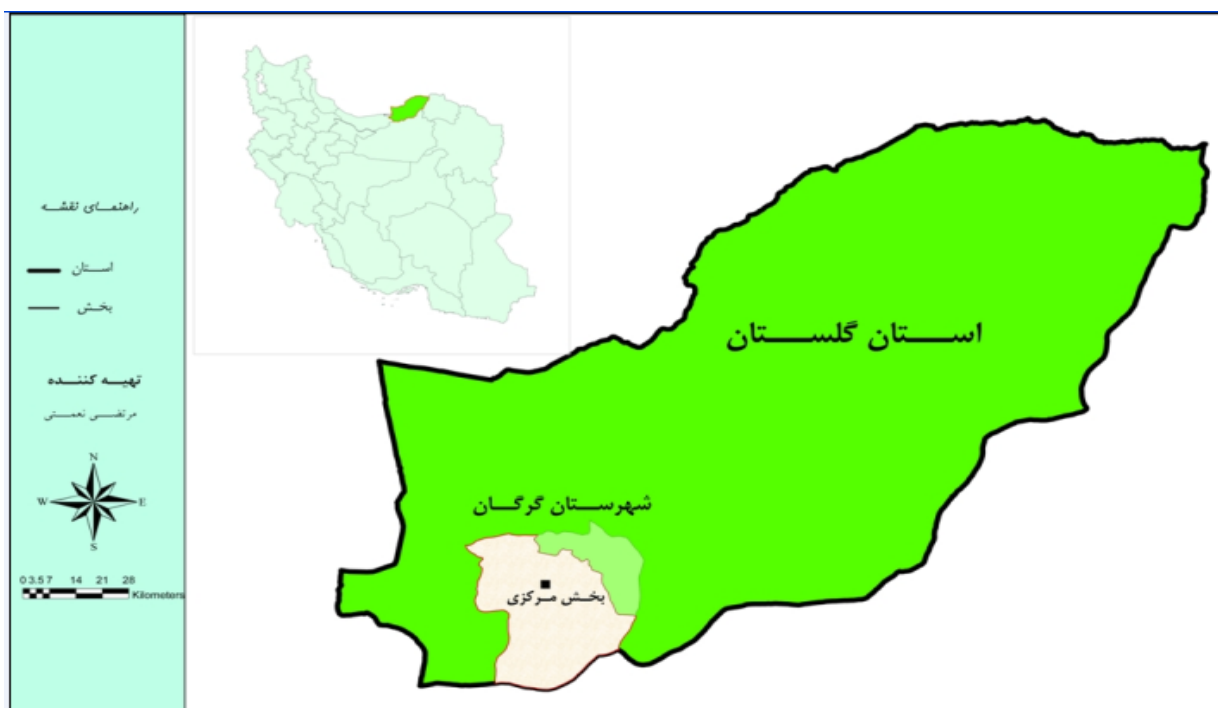 راهنمای نقشه
استان
بخش
تهیه کننده
مرتضی نعمتی
N
W E
S
0 3.5 7 14 21 28
Kilometers
استان گلستان
شهرستان گرگان
بخش مرکزی